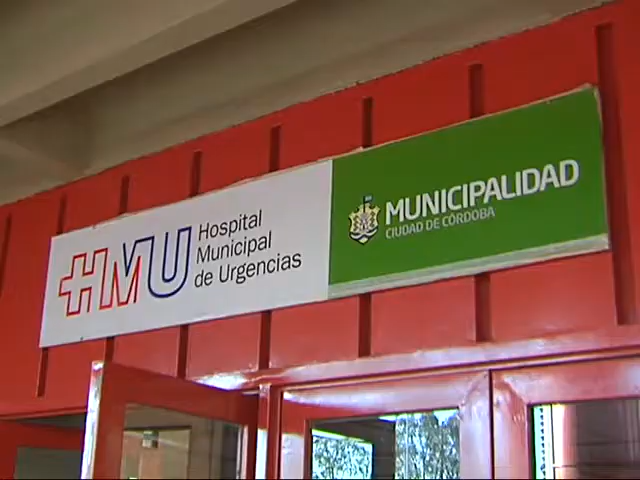 HMU
Hospital
Municipal
de Urgencias
MUNICIPALIDAD
CIUDAD DE CÓRDOBA